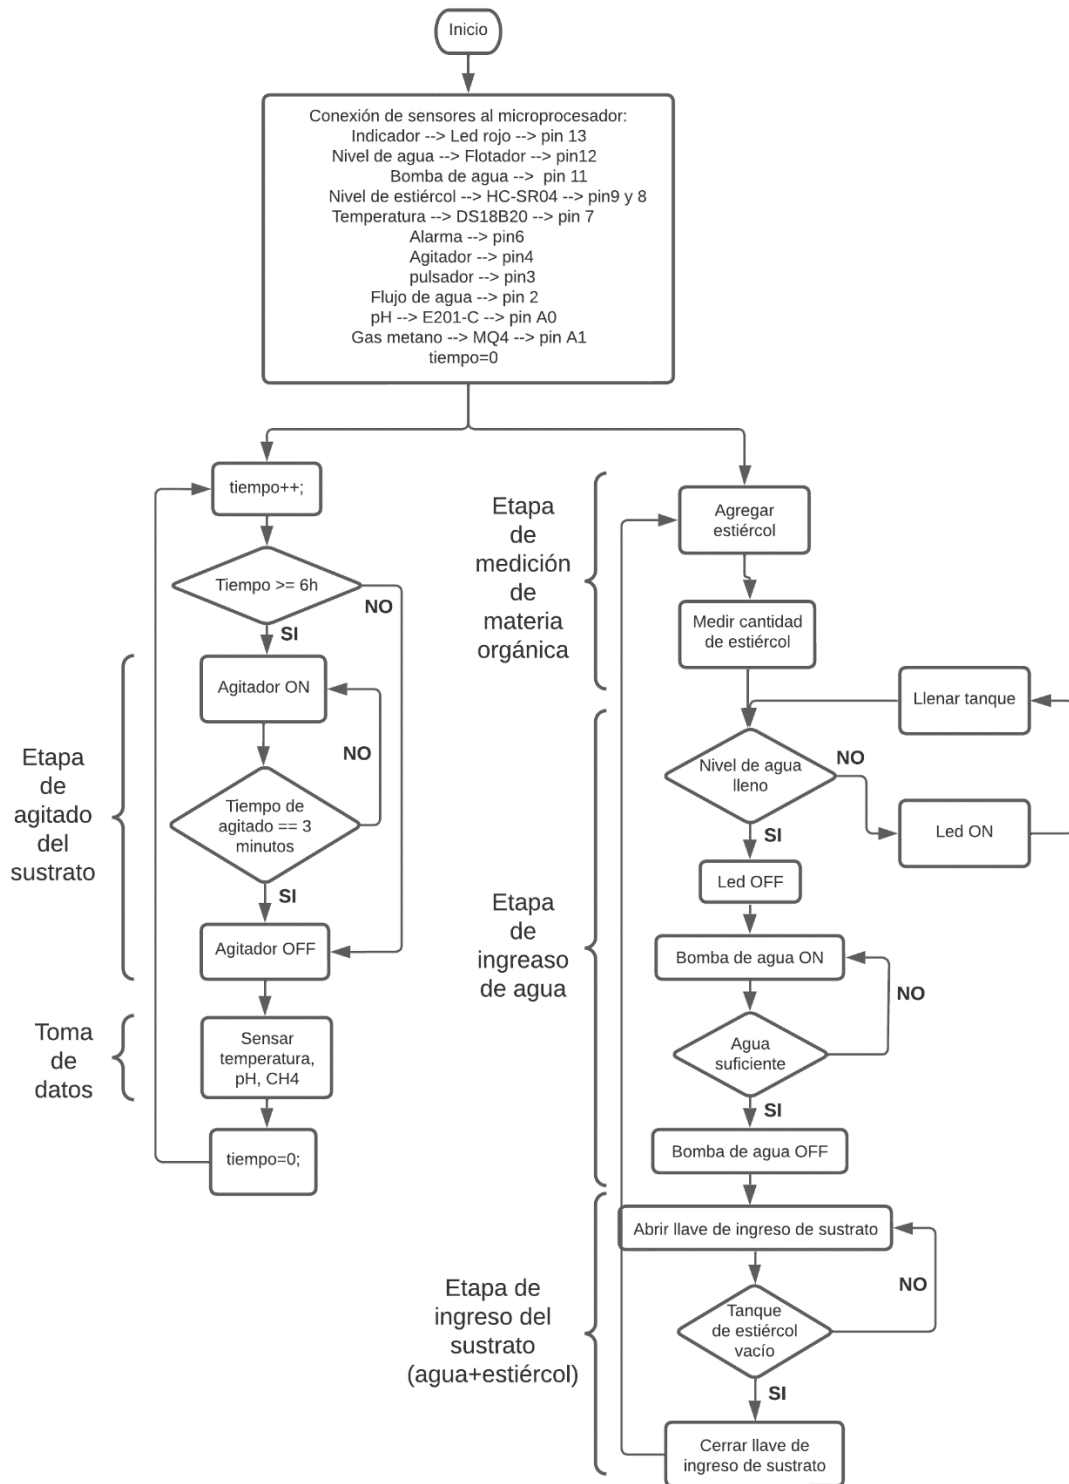 Inicio
Conexión de sensores al microprocesador:
Indicador --> Led rojo --> pin 13
Nivel de agua --> Flotador --> pin12
Bomba de agua --> pin 11
Nivel de estiércol --> HC-SR04 --> pin9 y 8
Temperatura --> DS18B20 --> pin 7
Alarma --> pin6
Agitador --> pin4
pulsador --> pin3
Flujo de agua --> pin 2
pH --> E201-C --> pin A0
Gas metano --> MQ4 --> pin A1
tiempo=0
tiempo++;
Tiempo >= 6h
NO
SI
Etapa
de
agitado
del
sustrato
Agitador ON
NO
Tiempo de
agitado == 3
minutos
SI
Agitador OFF
Toma
de
datos
Sensar
temperatura,
pH, CH4
tiempo=0;
Etapa
de
medición
de
materia
orgánica
Agregar
estiércol
Medir cantidad
de estiércol
Llenar tanque
Nivel de agua
lleno
NO
Led ON
SI
Led OFF
Etapa
de
ingreaso
de agua
Bomba de agua ON
NO
Agua
suficiente
SI
Bomba de agua OFF
Abrir llave de ingreso de sustrato
NO
Etapa de
ingreso del
sustrato
(agua+estiércol)
Tanque
de estiércol
vacío
SI
Cerrar llave de
ingreso de sustrato